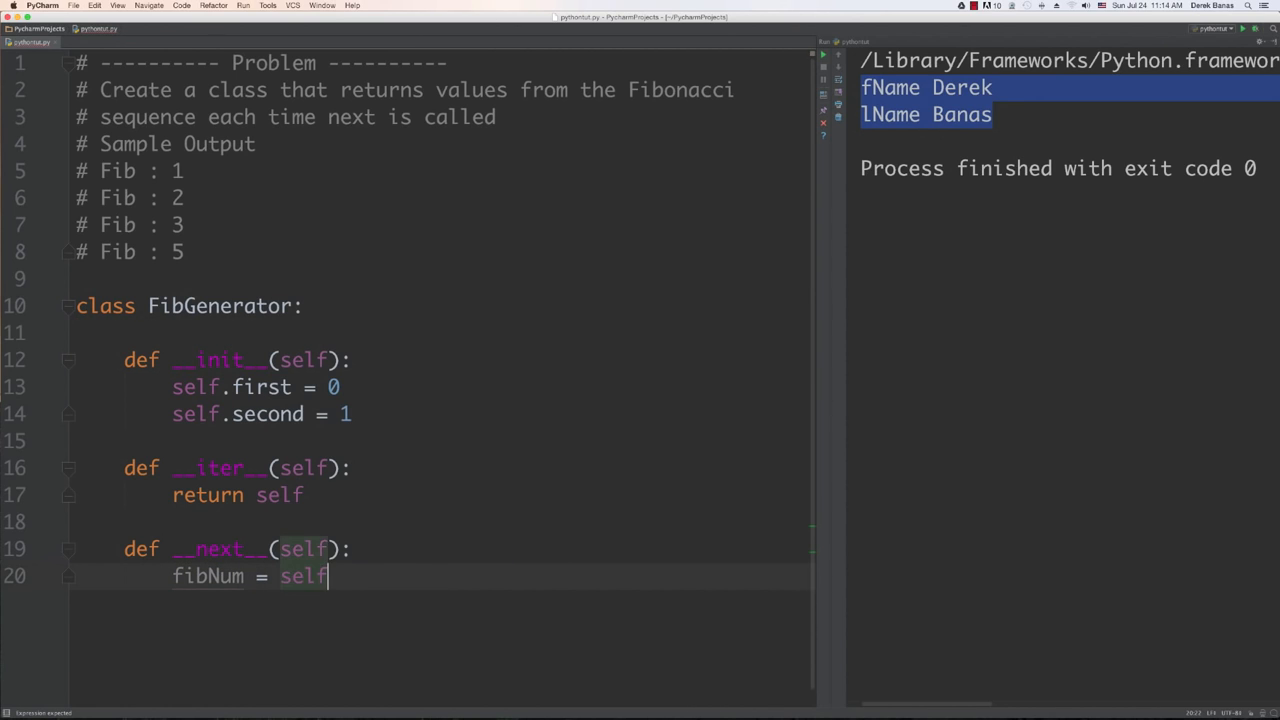 PyCharm File Edit View Navigate Code Refactor Run Tools VCS Window Help
10 Sun Jul 24 11:14 AM Derek Banas
pythontut.py - PycharmProjects - [~/PycharmProjects]
PycharmProjects pythontut.py
pythontut
pythontut.py
Run: pythontut
1 # ---------- Problem ----------
2 # Create a class that returns values from the Fibonacci
3 # sequence each time next is called
4 # Sample Output
5 # Fib : 1
6 # Fib : 2
7 # Fib : 3
8 # Fib : 5
9
10 class FibGenerator:
11
12 def __init__(self):
13 self.first = 0
14 self.second = 1
15
16 def __iter__(self):
17 return self
18
19 def __next__(self):
20 fibNum = self
/Library/Frameworks/Python.framewor
fName Derek
lName Banas
Process finished with exit code 0
Expression expected
20:22 LF÷ UTF-8÷